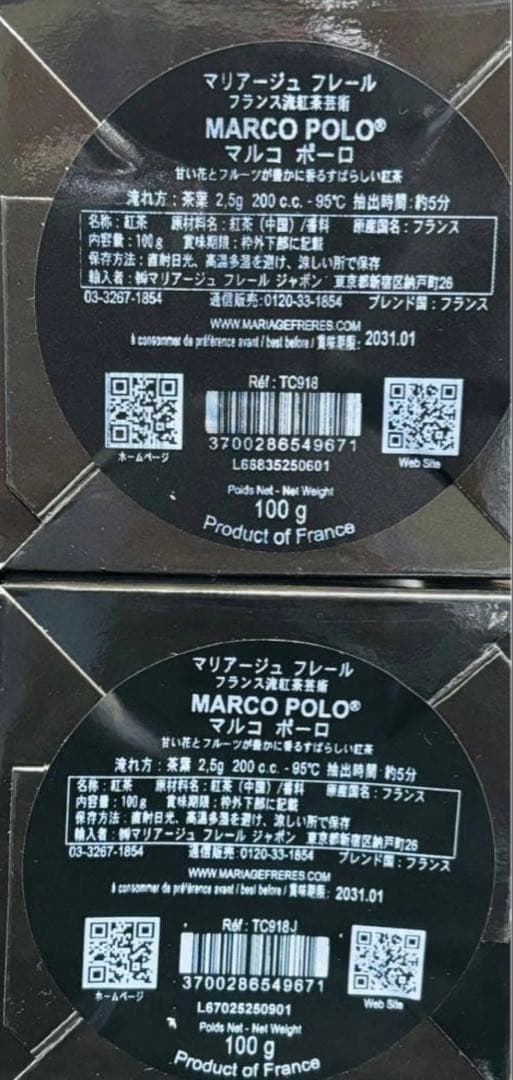 マリアージュ フレール
フランス流紅茶芸術
MARCO POLO®
マルコ ポーロ
甘い花とフルーツが豊かに香るすばらしい紅茶
淹れ方：茶葉 2,5g 200 c.c. - 95℃ 抽出時間：約5分
名称：紅茶 原材料名：紅茶（中国）/香料 原産国名：フランス
内容量：100g 賞味期限：枠外下部に記載
保存方法：直射日光、高温多湿を避け、涼しい所で保存
輸入者：㈱マリアージュ フレール ジャポン 東京都新宿区納戸町26
03-3267-1854 通信販売：0120-33-1854 ブレンド国：フランス
WWW.MARIAGEFRERES.COM
à consommer de préférence avant / best before / 賞味期限： 2031.01
Réf : TC918
3700286549671
ホームページ
L66835250601
Web Site
Poids Net - Net Weight
100 g
Product of France
マリアージュ フレール
フランス流紅茶芸術
MARCO POLO®
マルコ ポーロ
甘い花とフルーツが豊かに香るすばらしい紅茶
淹れ方：茶葉 2,5g 200 c.c. - 95℃ 抽出時間：約5分
名称：紅茶 原材料名：紅茶（中国）/香料 原産国名：フランス
内容量：100g 賞味期限：枠外下部に記載
保存方法：直射日光、高温多湿を避け、涼しい所で保存
輸入者：㈱マリアージュ フレール ジャポン 東京都新宿区納戸町26
03-3267-1854 通信販売：0120-33-1854 ブレンド国：フランス
WWW.MARIAGEFRERES.COM
à consommer de préférence avant / best before / 賞味期限： 2031.01
Réf : TC918J
3700286549671
ホームページ
L67025250901
Web Site
Poids Net - Net Weight
100 g
Product of France